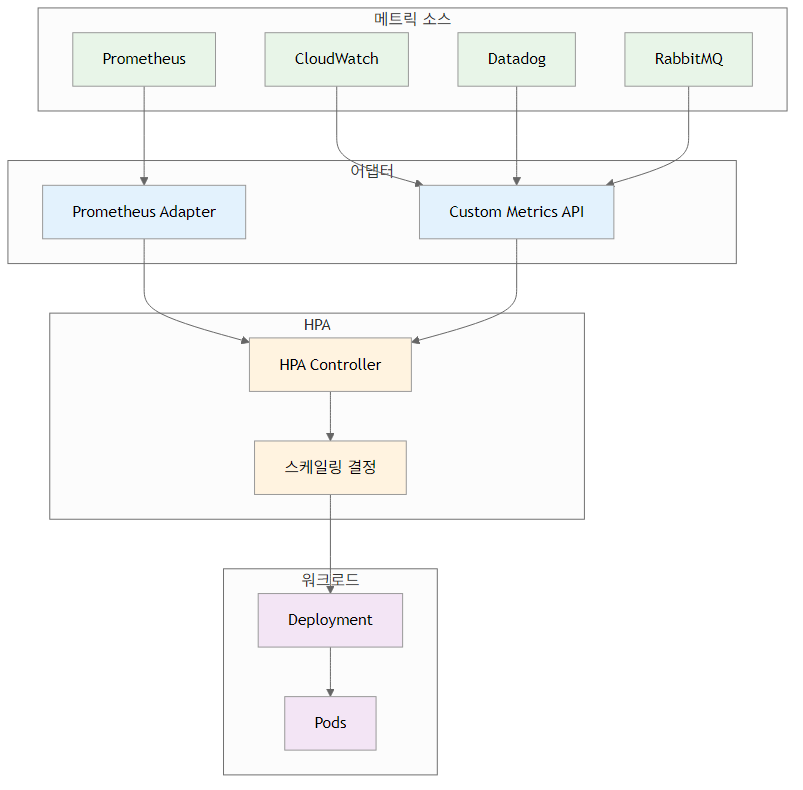 메트릭 소스
Prometheus
CloudWatch
Datadog
RabbitMQ
어댑터
Prometheus Adapter
Custom Metrics API
HPA
HPA Controller
스케일링 결정
워크로드
Deployment
Pods